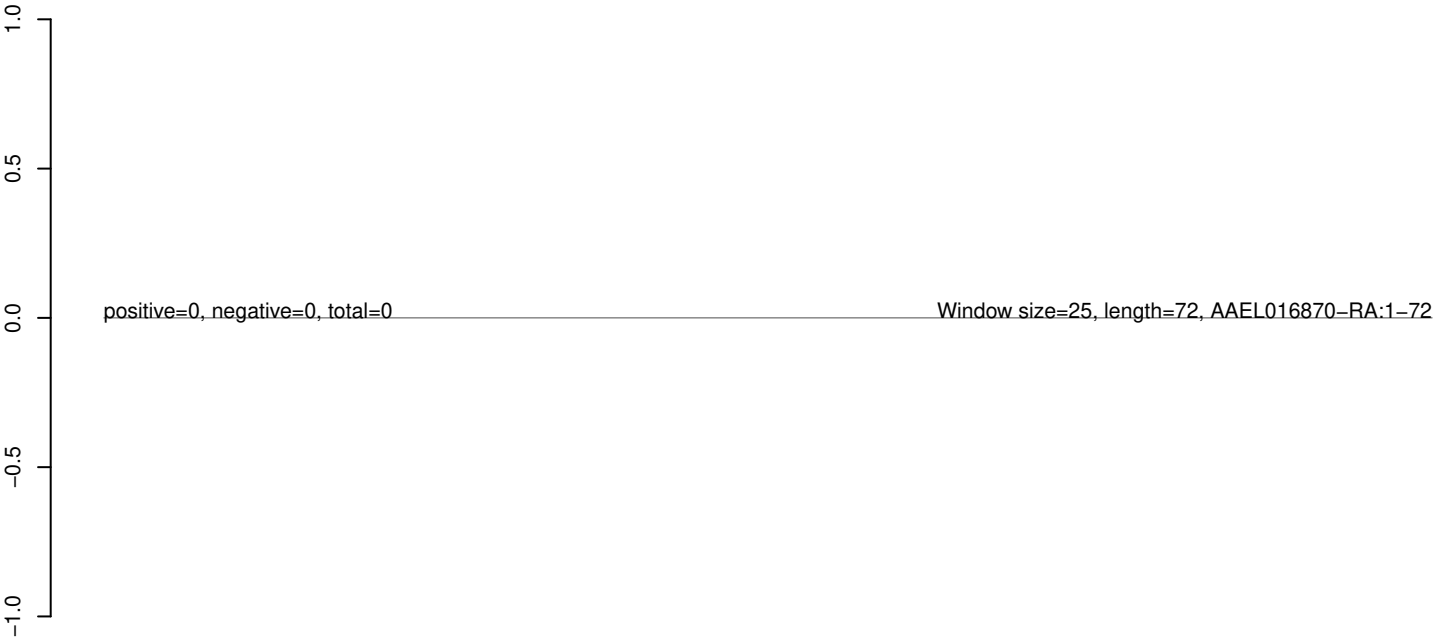 1.0
0.5
0.0
−0.5
−1.0
positive=0, negative=0, total=0
Window size=25, length=72, AAEL016870−RA:1−72